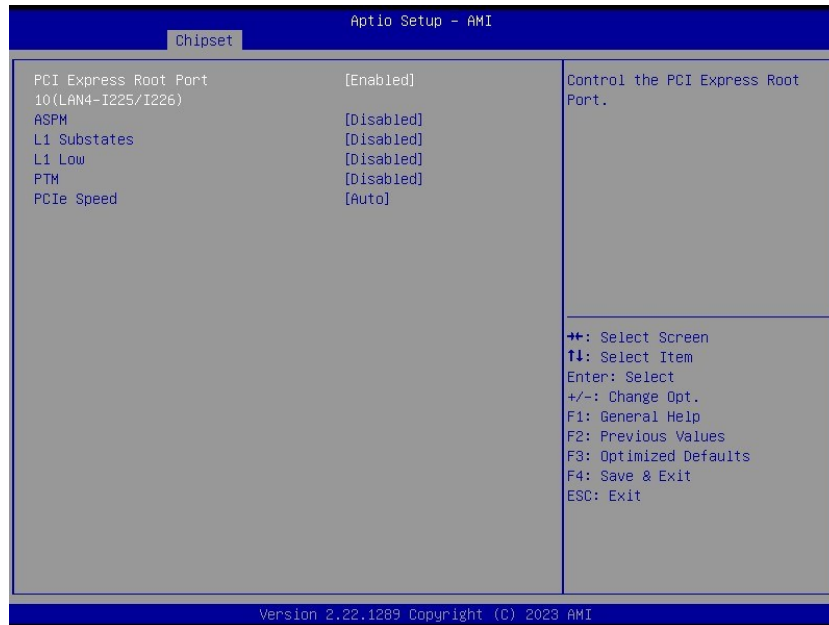 Aptio Setup - AMI
Chipset
PCI Express Root Port [Enabled]
10(LAN4-I225/I226)
ASPM [Disabled]
L1 Substates [Disabled]
L1 Low [Disabled]
PTM [Disabled]
PCIe Speed [Auto]
Control the PCI Express Root
Port.
→←: Select Screen
↑↓: Select Item
Enter: Select
+/-: Change Opt.
F1: General Help
F2: Previous Values
F3: Optimized Defaults
F4: Save & Exit
ESC: Exit
Version 2.22.1289 Copyright (C) 2023 AMI